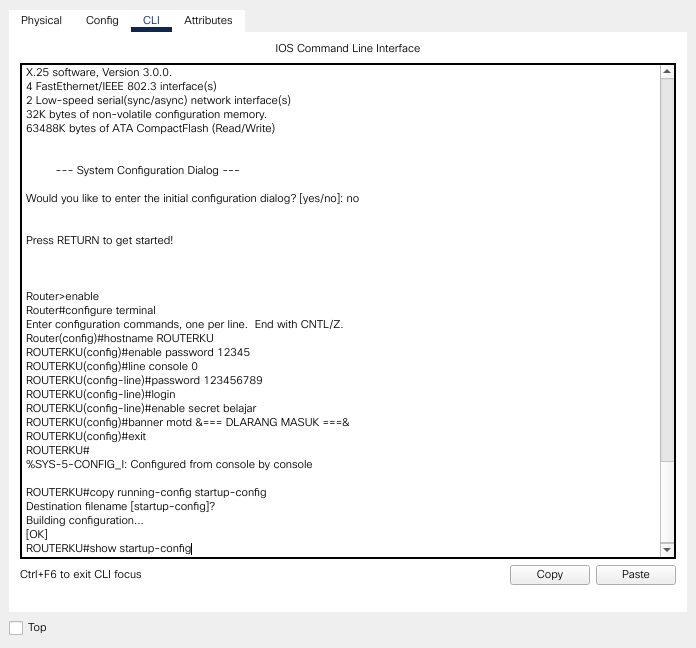 Physical Config CLI Attributes
IOS Command Line Interface
X.25 software, Version 3.0.0.
4 FastEthernet/IEEE 802.3 interface(s)
2 Low-speed serial(sync/async) network interface(s)
32K bytes of non-volatile configuration memory.
63488K bytes of ATA CompactFlash (Read/Write)
--- System Configuration Dialog ---
Would you like to enter the initial configuration dialog? [yes/no]: no
Press RETURN to get started!
Router>enable
Router#configure terminal
Enter configuration commands, one per line.  End with CNTL/Z.
Router(config)#hostname ROUTERKU
ROUTERKU(config)#enable password 12345
ROUTERKU(config)#line console 0
ROUTERKU(config-line)#password 123456789
ROUTERKU(config-line)#login
ROUTERKU(config-line)#enable secret belajar
ROUTERKU(config)#banner motd &=== DLARANG MASUK ===&
ROUTERKU(config)#exit
ROUTERKU#
%SYS-5-CONFIG_I: Configured from console by console
ROUTERKU#copy running-config startup-config
Destination filename [startup-config]?
Building configuration...
[OK]
ROUTERKU#show startup-config
Ctrl+F6 to exit CLI focus
Copy Paste
Top